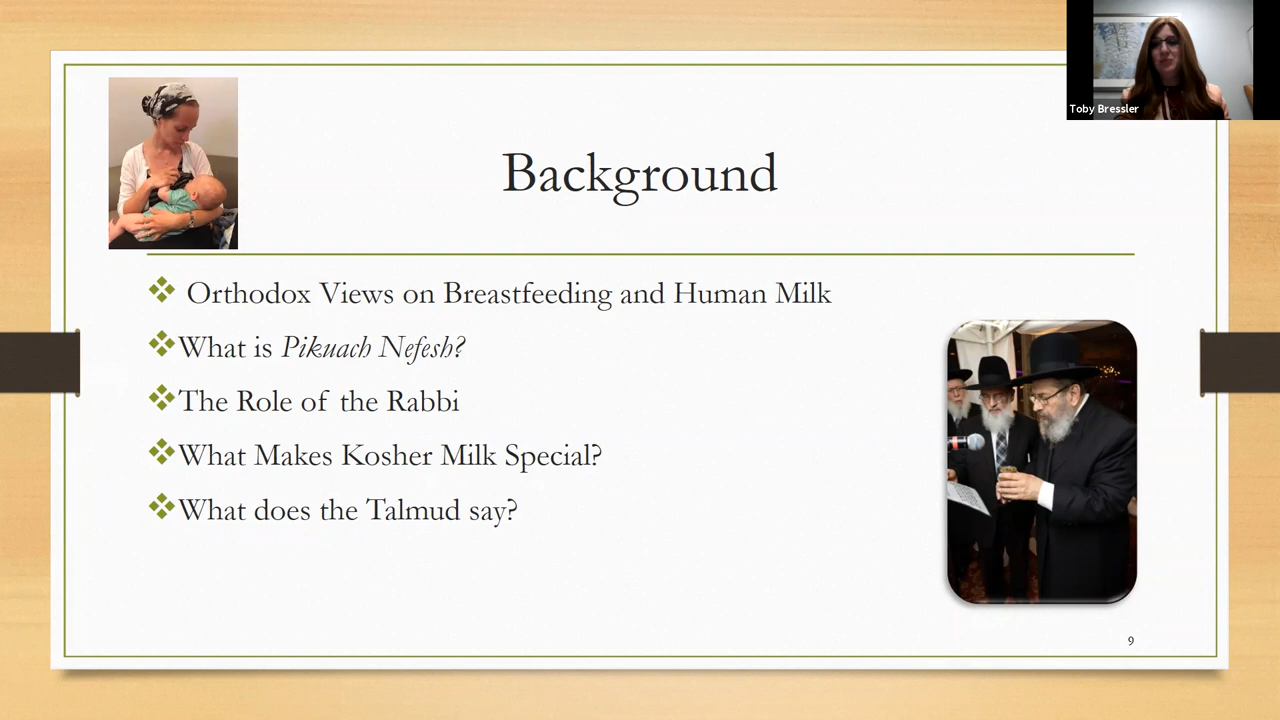 Toby Bressler
Background
Orthodox Views on Breastfeeding and Human Milk
What is Pikuach Nefesh?
The Role of the Rabbi
What Makes Kosher Milk Special?
What does the Talmud say?
9